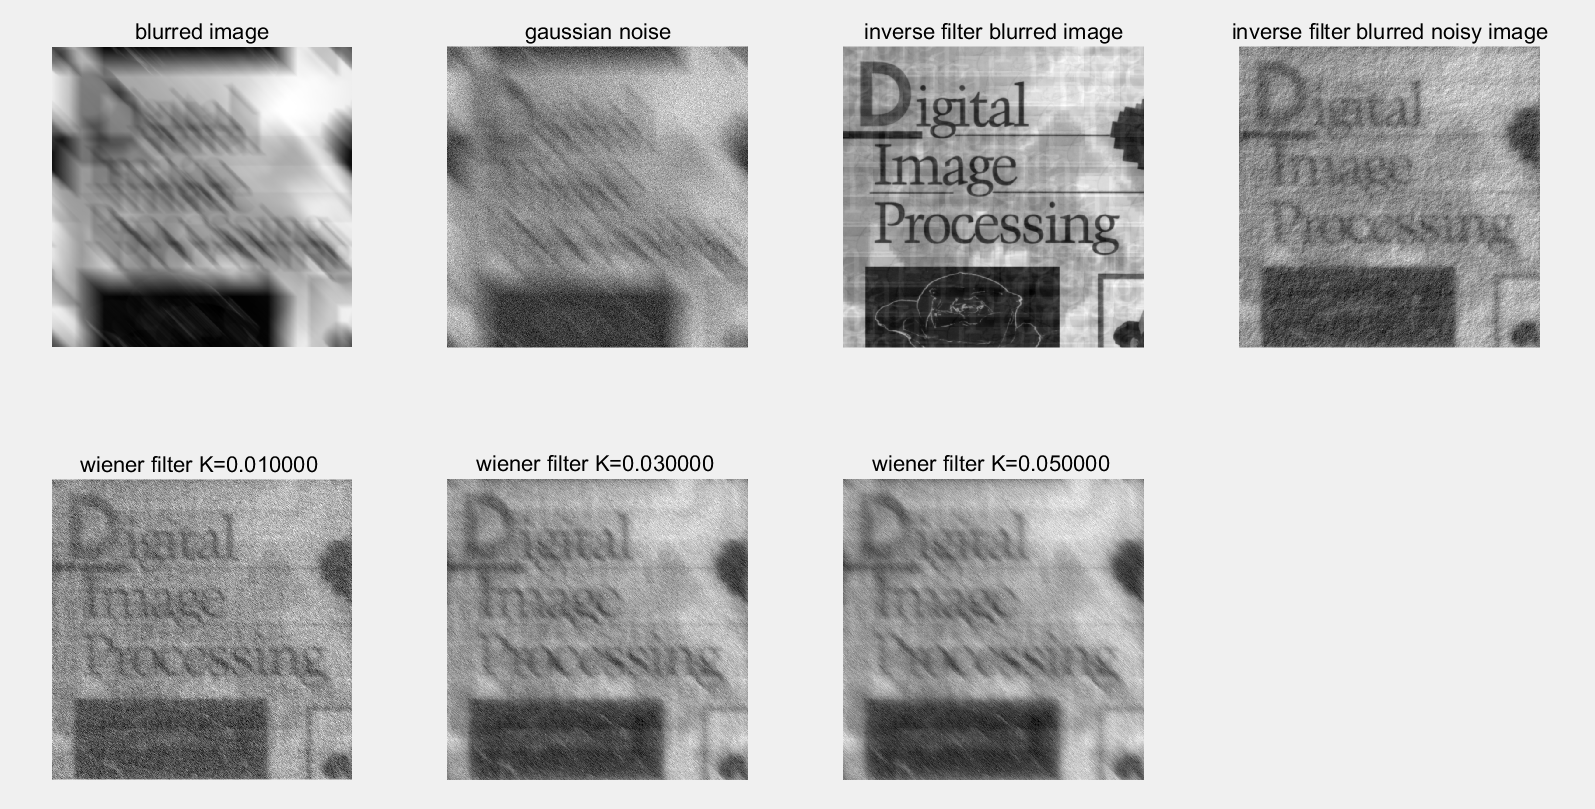 blurred image
gaussian noise
inverse filter blurred image
inverse filter blurred noisy image
Digital
Image
Processing
Digital
Image
Processing
wiener filter K=0.010000
wiener filter K=0.030000
wiener filter K=0.050000
Digital
Image
Processing
Digital
Image
Processing
Digital
Image
Processing